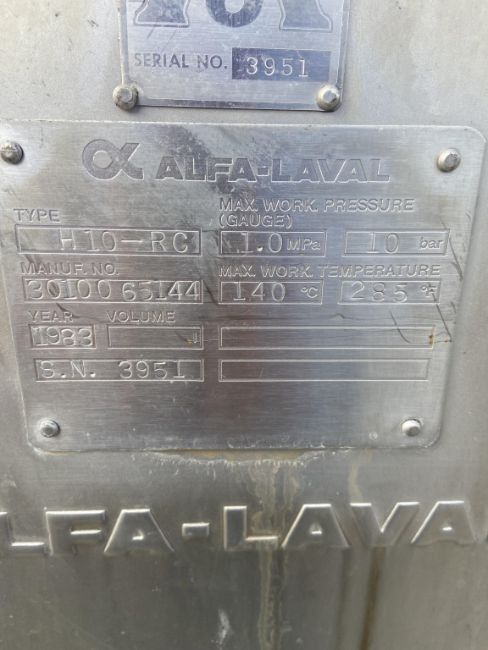 SERIAL NO. 3951
ALFA-LAVAL
TYPE
MAX. WORK. PRESSURE (GAUGE)
H10-RC 1.0 MPa 10 bar
MANUF. NO. MAX. WORK. TEMPERATURE
30100 65144 140 °C 285 °F
YEAR VOLUME
1983
S.N. 3951
LFA-LAVA